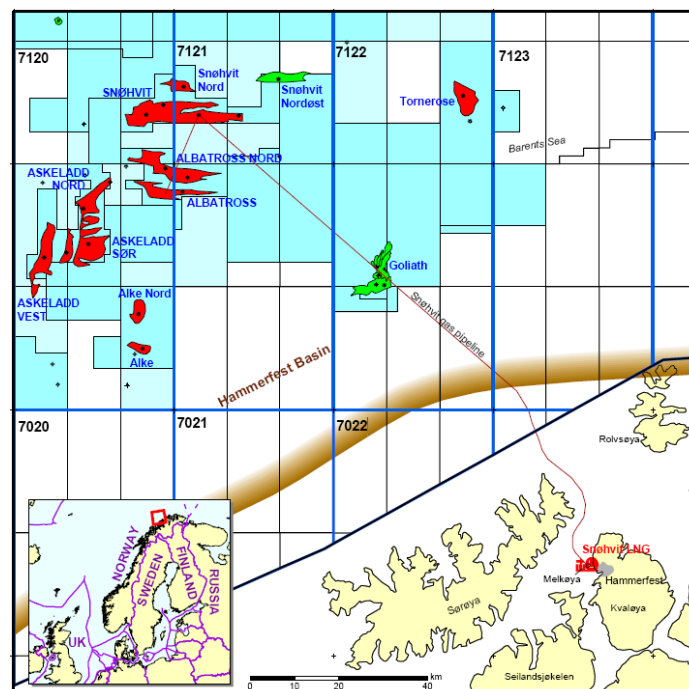 7120
7121
7122
7123
Snøhvit
Nord
SNØHVIT
Snøhvit
Nordøst
Tornerose
Barents Sea
ALBATROSS NORD
ASKELADD
NORD
ALBATROSS
ASKELADD
SØR
Goliath
ASKELADD
VEST
Alke Nord
Alke
Snøhvit gas pipeline
Hammerfest Basin
7020
7021
7022
Rolvsøya
Snøhvit LNG
Melkøya
Hammerfest
Kvaløya
Sørøya
Seilandsjøkelen
NORWAY
SWEDEN
FINLAND
RUSSIA
UK
0 10 20 40
km